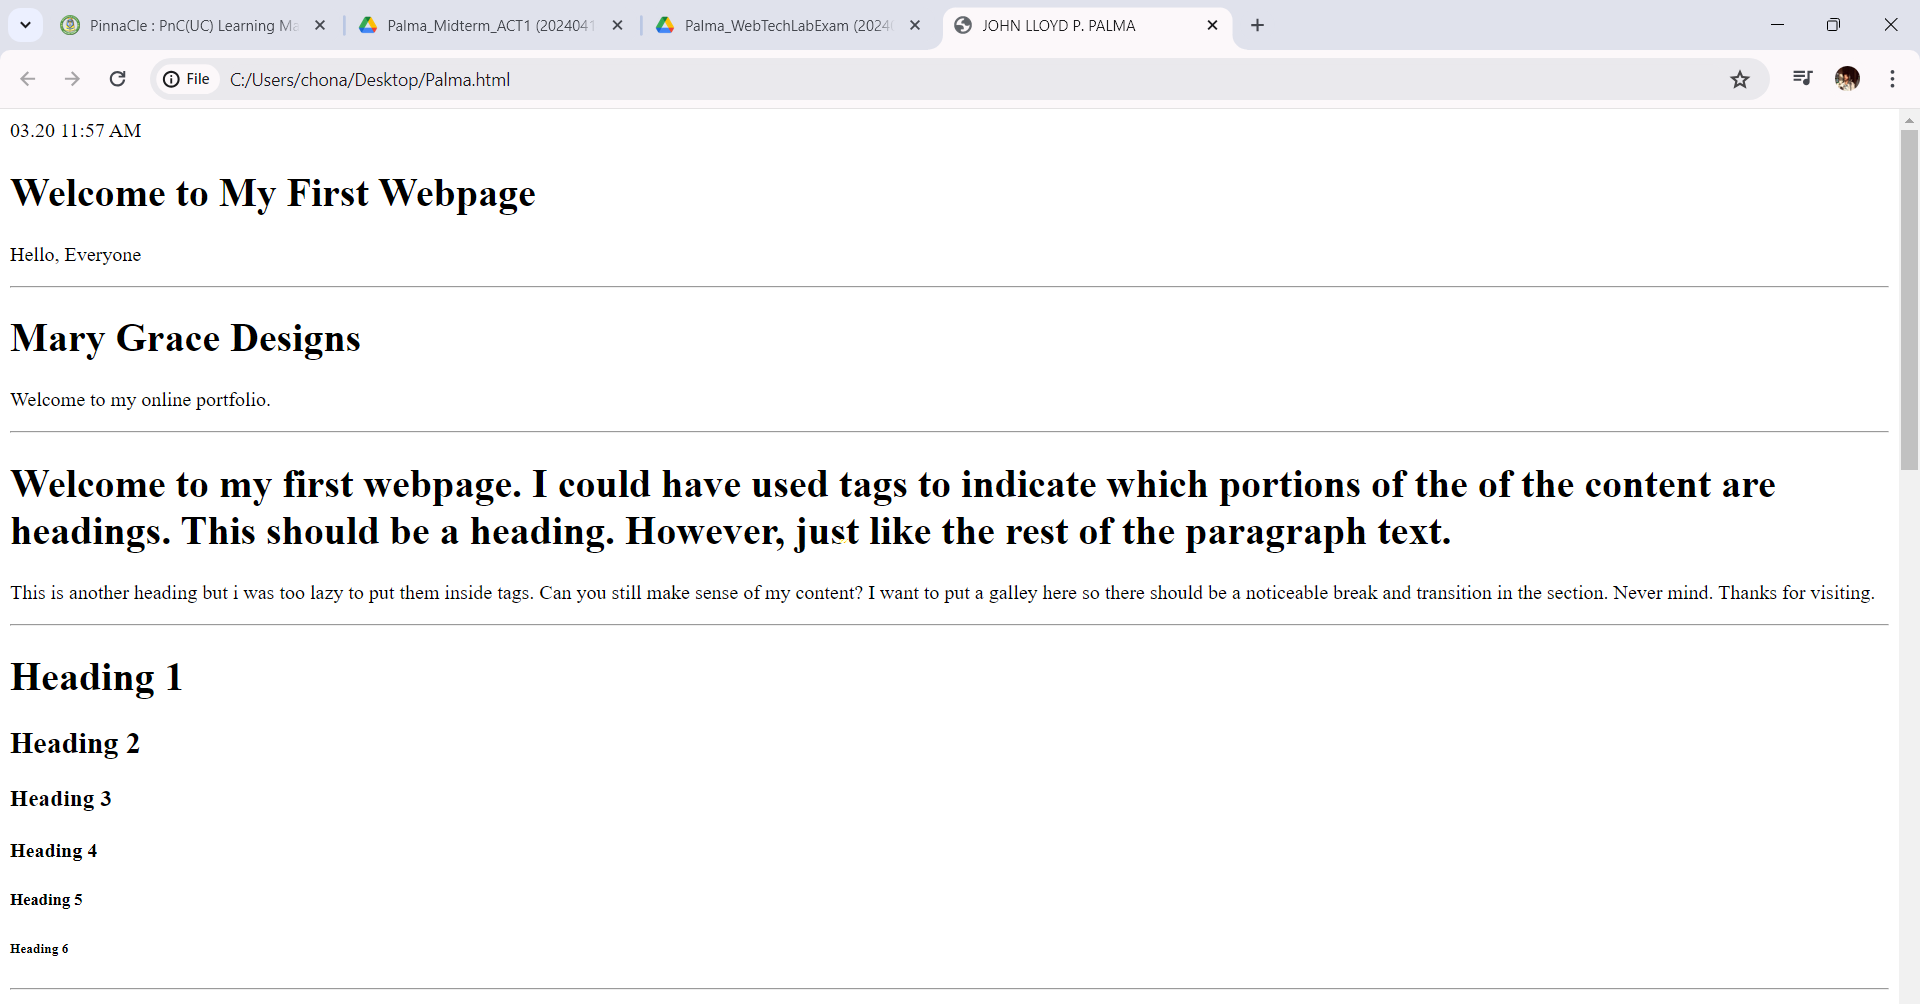 PinnaCle : PnC(UC) Learning Ma
Palma_Midterm_ACT1 (202404
Palma_WebTechLabExam (2024
JOHN LLOYD P. PALMA
File
C:/Users/chona/Desktop/Palma.html
03.20 11:57 AM
Welcome to My First Webpage
Hello, Everyone
Mary Grace Designs
Welcome to my online portfolio.
Welcome to my first webpage. I could have used tags to indicate which portions of the of the content are
headings. This should be a heading. However, just like the rest of the paragraph text.
This is another heading but i was too lazy to put them inside tags. Can you still make sense of my content? I want to put a galley here so there should be a noticeable break and transition in the section. Never mind. Thanks for visiting.
Heading 1
Heading 2
Heading 3
Heading 4
Heading 5
Heading 6